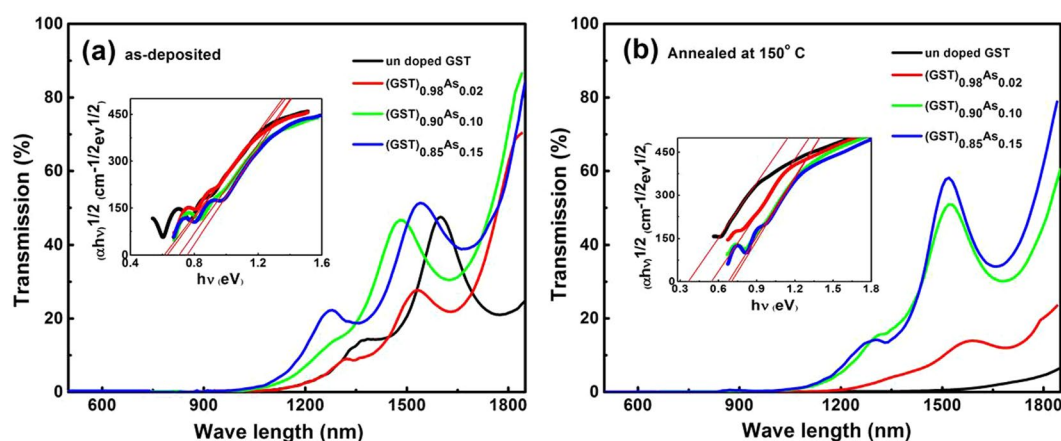 (a) as-deposited
un doped GST
(GST)0.98As0.02
(GST)0.90As0.10
(GST)0.85As0.15
Transmission (%)
100
80
60
40
20
0
600 900 1200 1500 1800
Wave length (nm)
(αhν)1/2 (cm-1/2ev1/2)
450
300
150
0
0.4 0.8 1.2 1.6
hν (eV)
(b) Annealed at 150° C
un doped GST
(GST)0.98As0.02
(GST)0.90As0.10
(GST)0.85As0.15
Transmission (%)
100
80
60
40
20
0
600 900 1200 1500 1800
Wave length (nm)
(αhν)1/2 (cm-1/2ev1/2)
450
300
150
0
0.3 0.6 0.9 1.2 1.5 1.8
hν (eV)